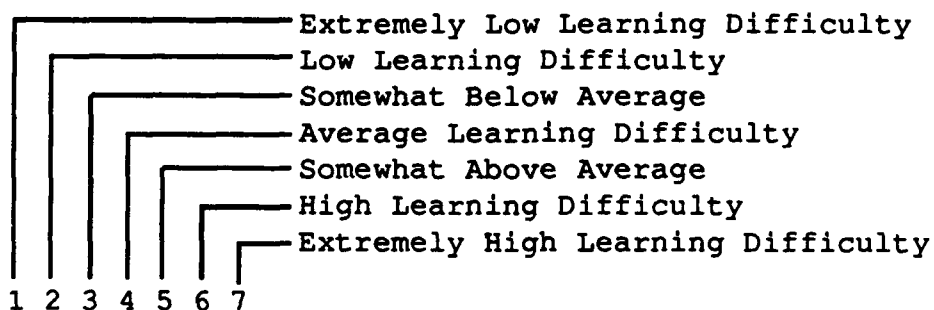 Extremely Low Learning Difficulty
Low Learning Difficulty
Somewhat Below Average
Average Learning Difficulty
Somewhat Above Average
High Learning Difficulty
Extremely High Learning Difficulty
1 2 3 4 5 6 7